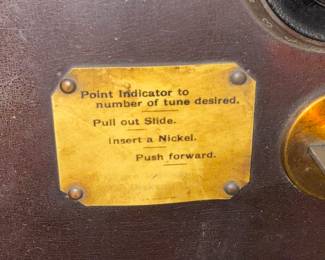 Point Indicator to
number of tune desired.
Pull out Slide.
Insert a Nickel.
Push forward.